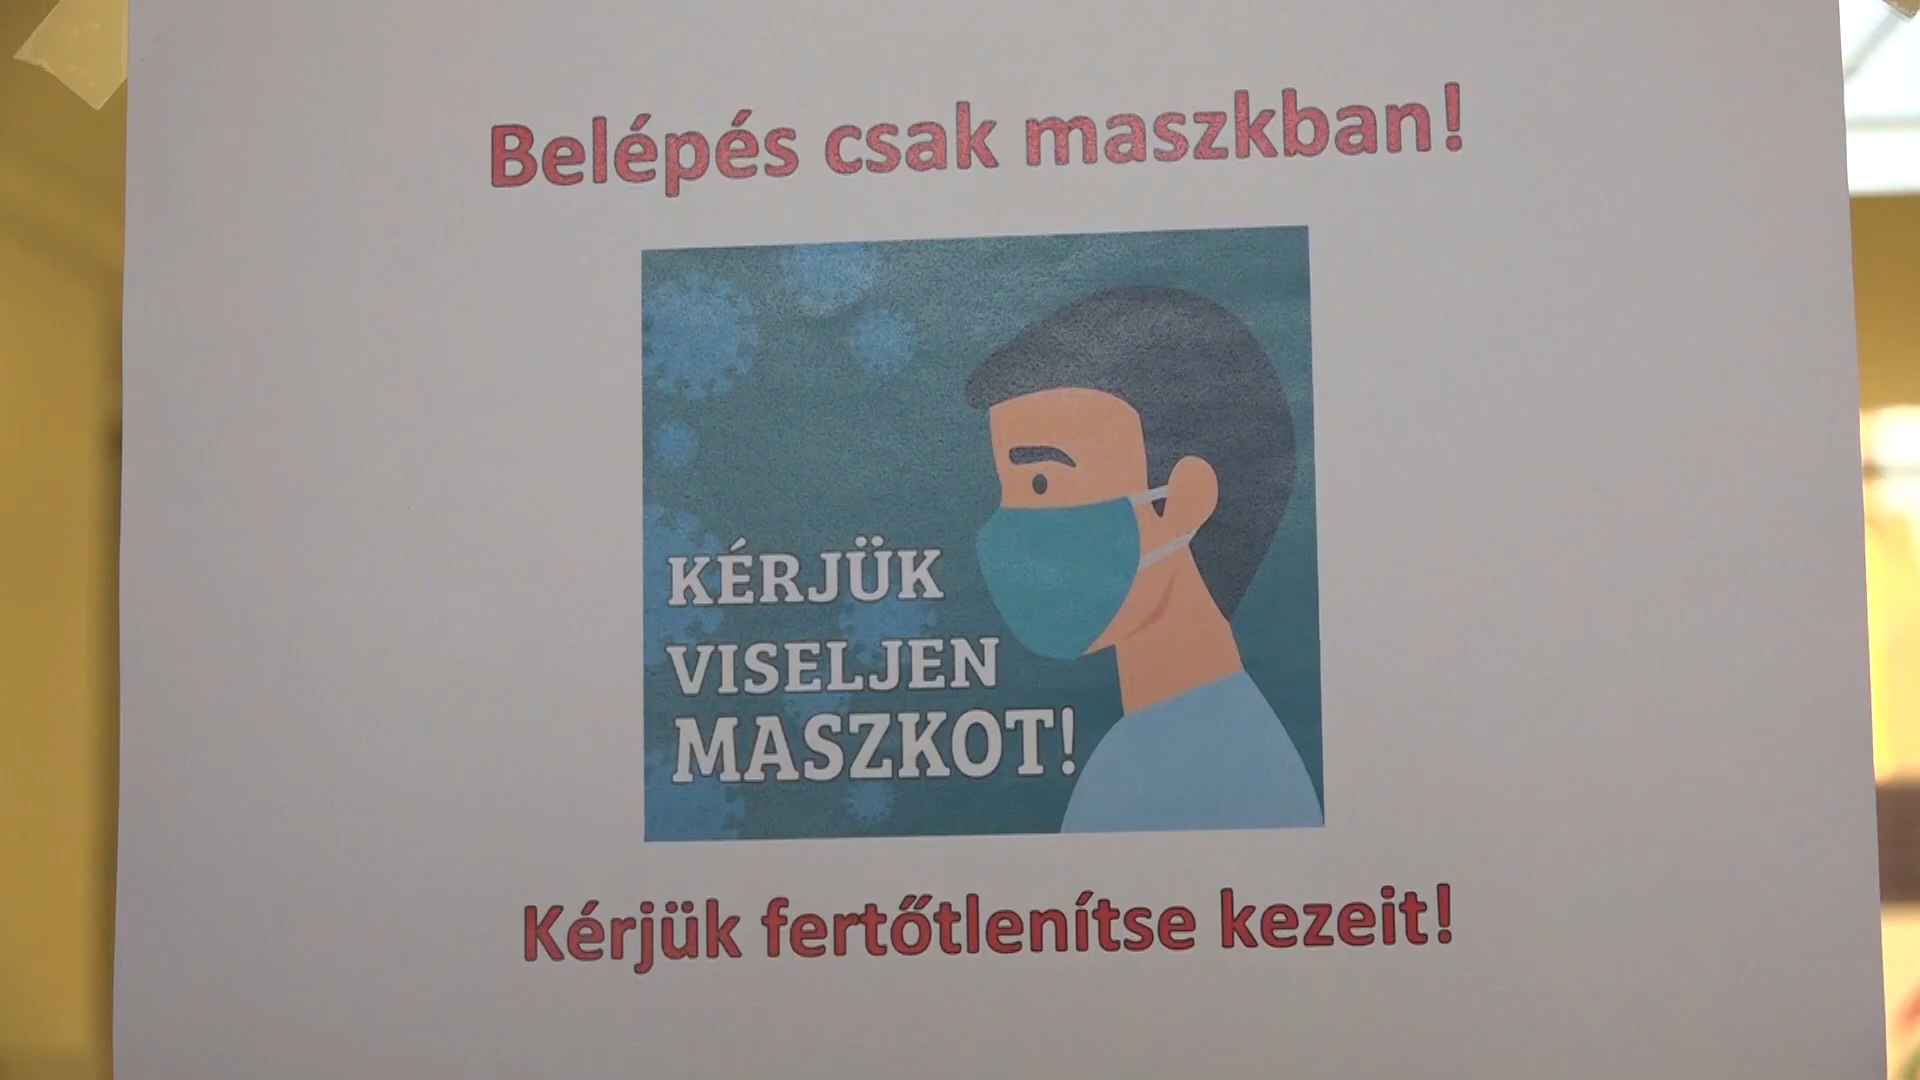 Belépés csak maszkban!
KÉRJÜK
VISELJEN
MASZKOT!
Kérjük fertőtlenítse kezeit!